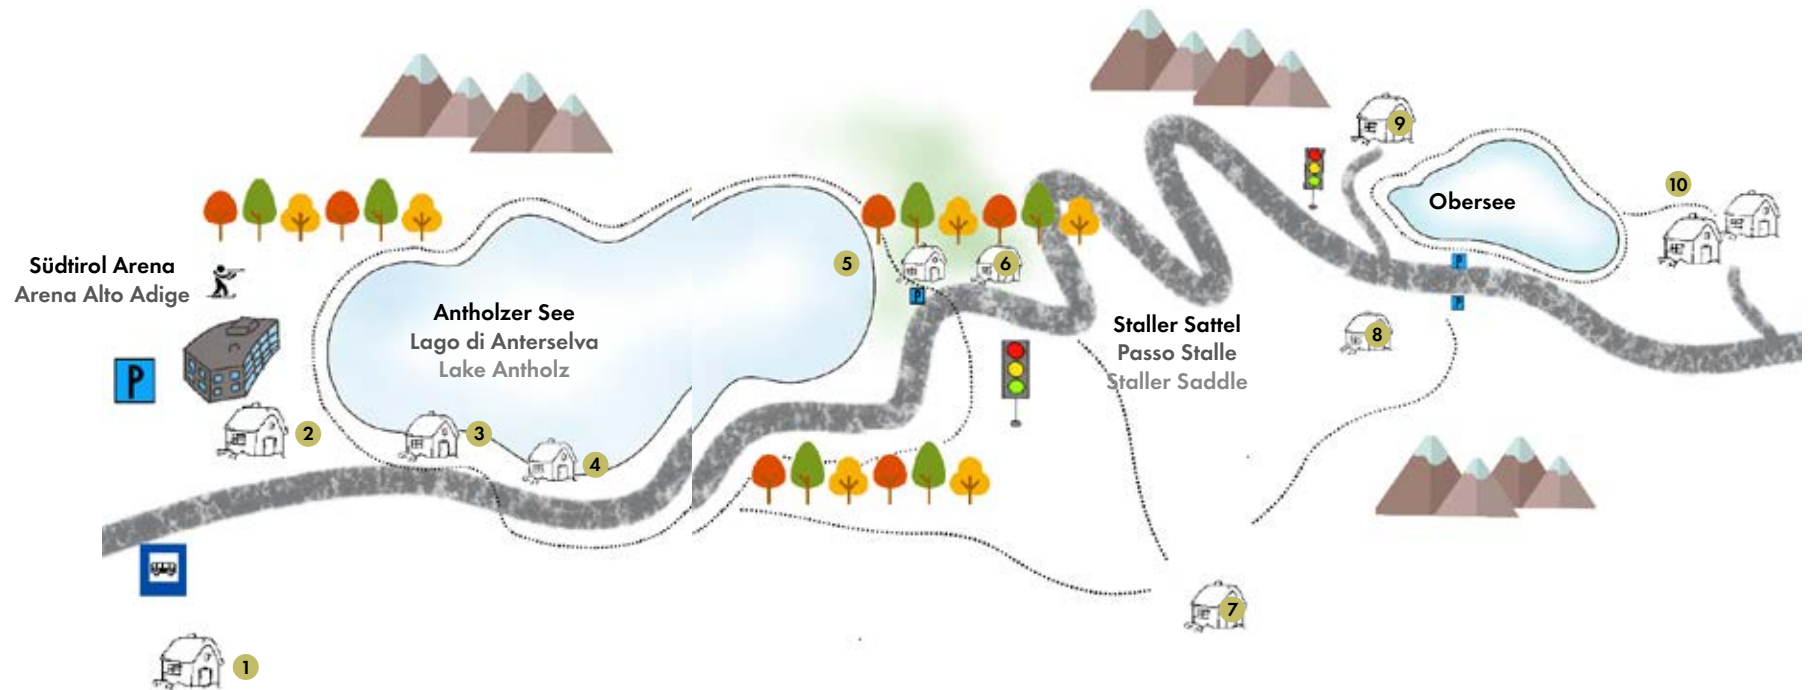 Südtirol Arena
Arena Alto Adige
P
Antholzer See
Lago di Anterselva
Lake Antholz
1
2
3
4
5
6
P
Staller Sattel
Passo Stalle
Staller Saddle
7
8
9
Obersee
10
P
P